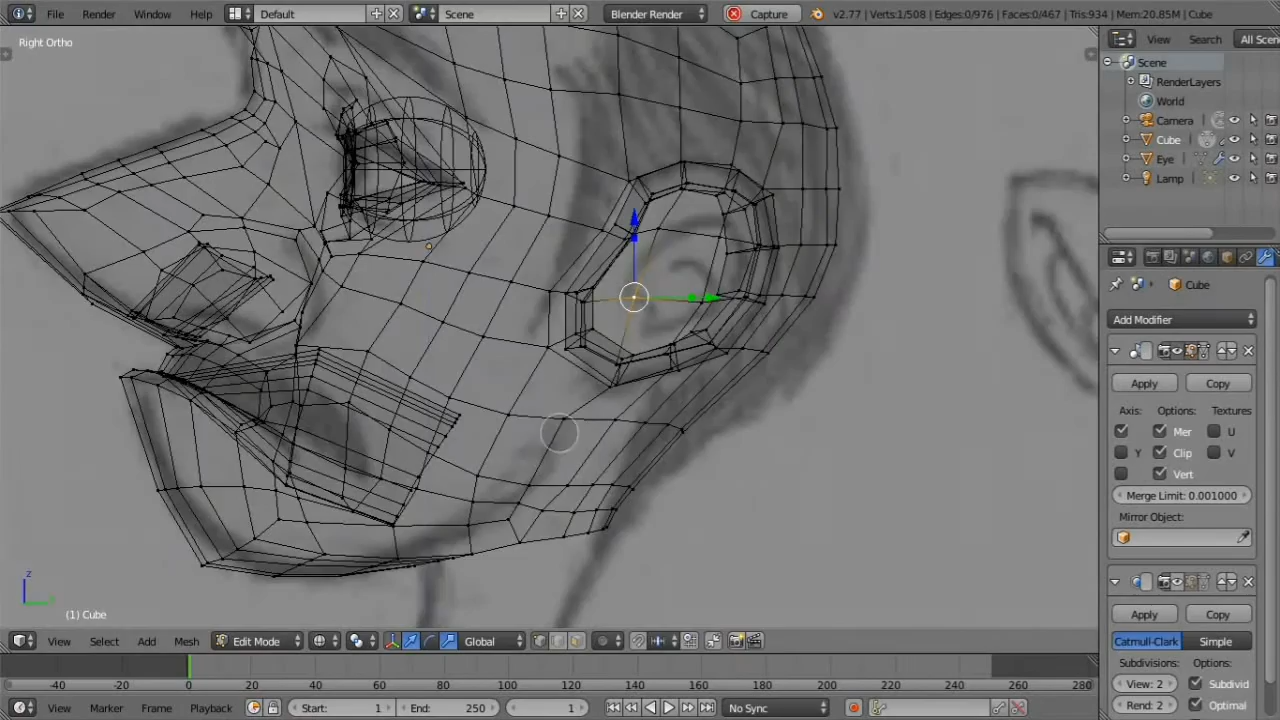 File Render Window Help Default Scene Blender Render Capture v2.77 | Verts:1/508 | Edges:0/976 | Faces:0/467 | Tris:934 | Mem:20.85M | Cube
Right Ortho
View Search All Scen
Scene
RenderLayers
World
Camera
Cube
Eye
Lamp
Cube
Add Modifier
Apply Copy
Axis: Options: Textures
Mer U
Y Clip V
Vert
Merge Limit: 0.001000
Mirror Object:
Apply Copy
Catmull-Clark Simple
Subdivisions: Options:
View: 2 Subdivid
Rend: 2 Optimal
z
(1) Cube
View Select Add Mesh Edit Mode Global
-40 -20 0 20 40 60 80 100 120 140 160 180 200 220 240 260 280
View Marker Frame Playback Start: 1 End: 250 1 No Sync